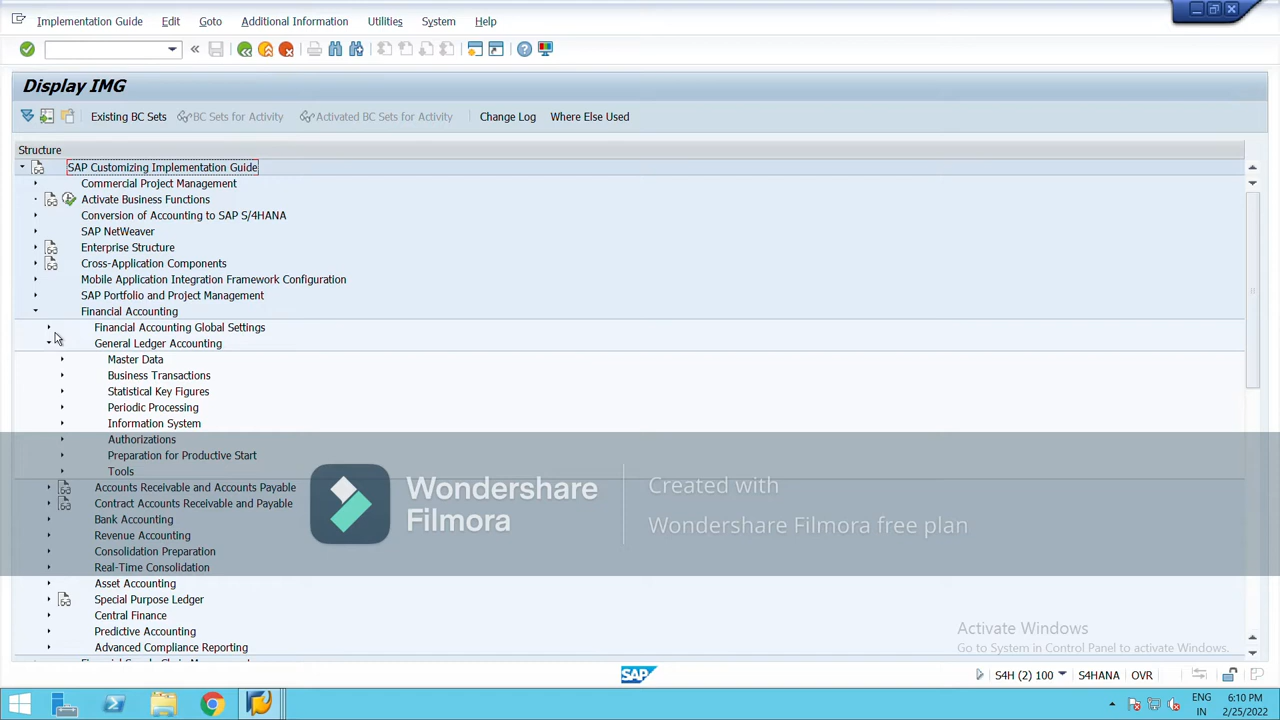 Implementation Guide Edit Goto Additional Information Utilities System Help
Display IMG
Existing BC Sets BC Sets for Activity Activated BC Sets for Activity Change Log Where Else Used
Structure
SAP Customizing Implementation Guide
Commercial Project Management
Activate Business Functions
Conversion of Accounting to SAP S/4HANA
SAP NetWeaver
Enterprise Structure
Cross-Application Components
Mobile Application Integration Framework Configuration
SAP Portfolio and Project Management
Financial Accounting
Financial Accounting Global Settings
General Ledger Accounting
Master Data
Business Transactions
Statistical Key Figures
Periodic Processing
Information System
Authorizations
Preparation for Productive Start
Tools
Accounts Receivable and Accounts Payable
Contract Accounts Receivable and Payable
Bank Accounting
Revenue Accounting
Consolidation Preparation
Real-Time Consolidation
Asset Accounting
Special Purpose Ledger
Central Finance
Predictive Accounting
Advanced Compliance Reporting
Wondershare
Filmora
Created with
Wondershare Filmora free plan
Activate Windows
Go to System in Control Panel to activate Windows.
SAP
S4H (2) 100 S4HANA OVR
ENG 6:10 PM
IN 2/25/2022